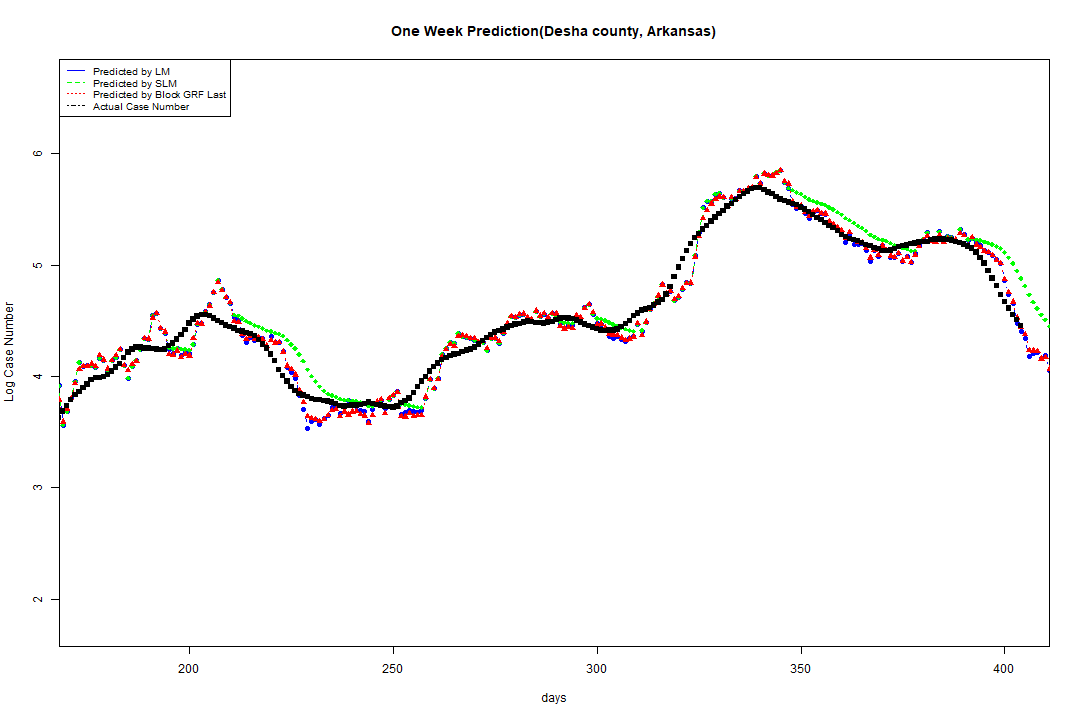 One Week Prediction(Desha county, Arkansas)
Predicted by LM
Predicted by SLM
Predicted by Block GRF Last
Actual Case Number
6
5
4
3
2
Log Case Number
200 250 300 350 400
days